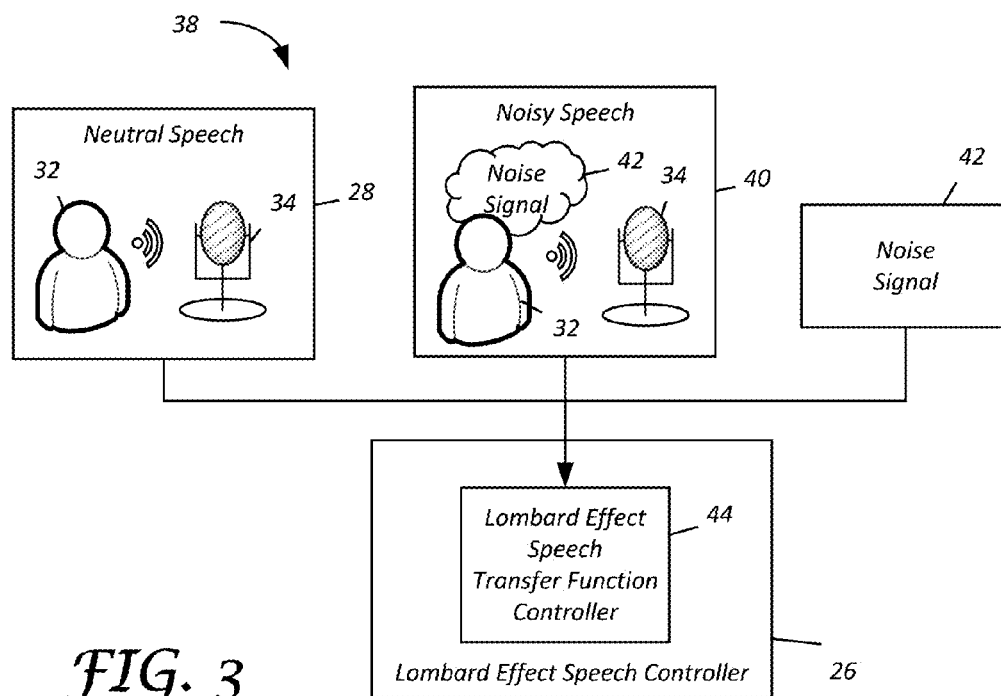 38
Neutral Speech
32
34
28
Noisy Speech
42
Noise
Signal
34
40
32
42
Noise
Signal
Lombard Effect
Speech
Transfer Function
Controller
44
Lombard Effect Speech Controller
26
FIG. 3